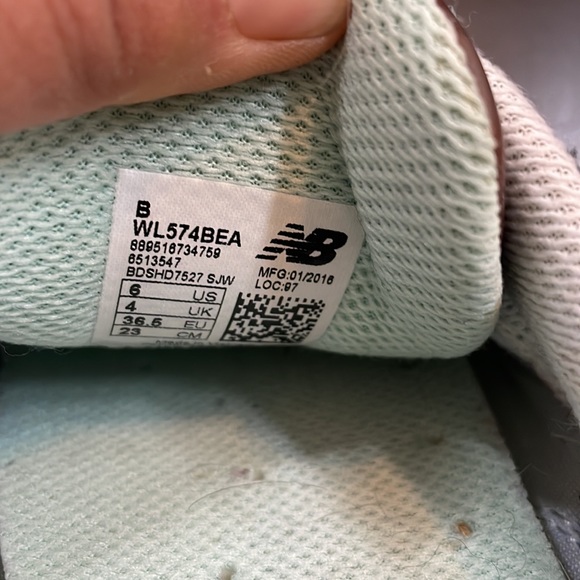 B
WL574BEA
889516734759
6513547
BDSHD7527 SJW
NB
MFG:01/2016
LOC:97
6 US
4 UK
36.5 EU
23 CM